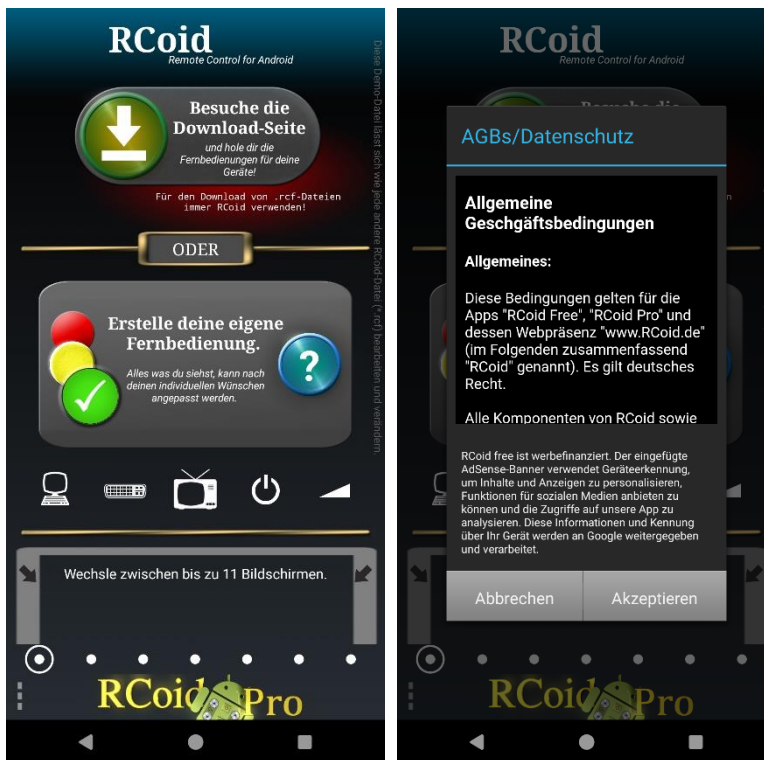 RCoid
Remote Control for Android
Besuche die
Download-Seite
und hole dir die
Fernbedienungen für deine
Geräte!
Für den Download von .rcf-Dateien
immer RCoid verwenden!
Diese Demo-Datei lässt sich wie jede andere RCoid-Datei (*.rcf) bearbeiten und verändern.
ODER
Erstelle deine eigene
Fernbedienung.
Alles was du siehst, kann nach
deinen individuellen Wünschen
angepasst werden.
?
Wechsle zwischen bis zu 11 Bildschirmen.
RCoid Pro
RCoid
Remote Control for Android
Besuche die
AGBs/Datenschutz
Allgemeine
Geschgäftsbedingungen
Allgemeines:
Diese Bedingungen gelten für die
Apps "RCoid Free", "RCoid Pro" und
dessen Webpräsenz "www.RCoid.de"
(im Folgenden zusammenfassend
"RCoid" genannt). Es gilt deutsches
Recht.
Alle Komponenten von RCoid sowie
RCoid free ist werbefinanziert. Der eingefügte
AdSense-Banner verwendet Geräteerkennung,
um Inhalte und Anzeigen zu personalisieren,
Funktionen für sozialen Medien anbieten zu
können und die Zugriffe auf unsere App zu
analysieren. Diese Informationen und Kennung
über Ihr Gerät werden an Google weitergegeben
und verarbeitet.
Abbrechen
Akzeptieren
RCoid Pro